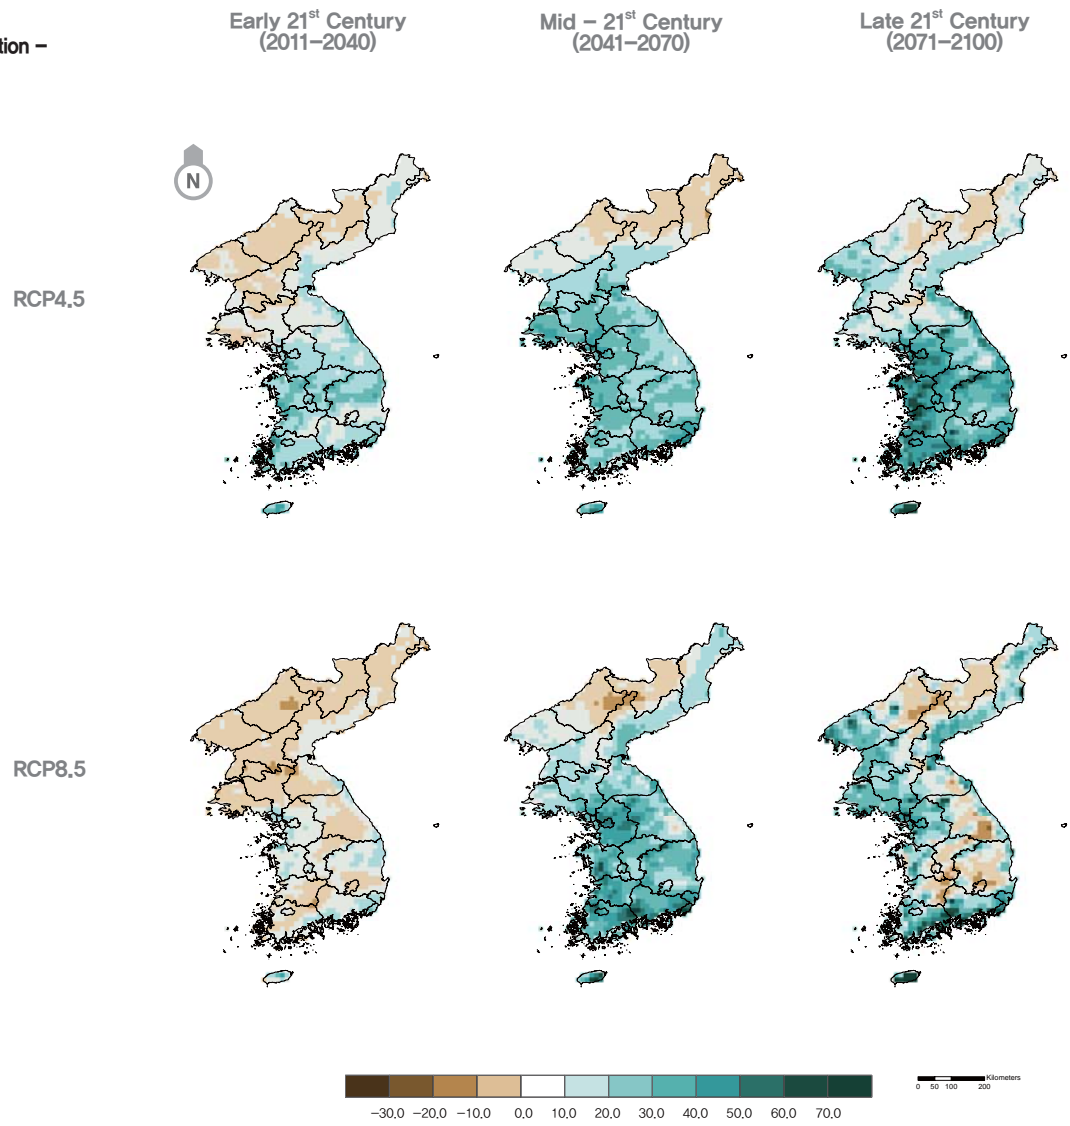 Early 21st Century
(2011–2040)
Mid – 21st Century
(2041–2070)
Late 21st Century
(2071–2100)
tion –
N
RCP4.5
RCP8.5
−30.0 −20.0 −10.0 0.0 10.0 20.0 30.0 40.0 50.0 60.0 70.0
Kilometers
0 50 100 200